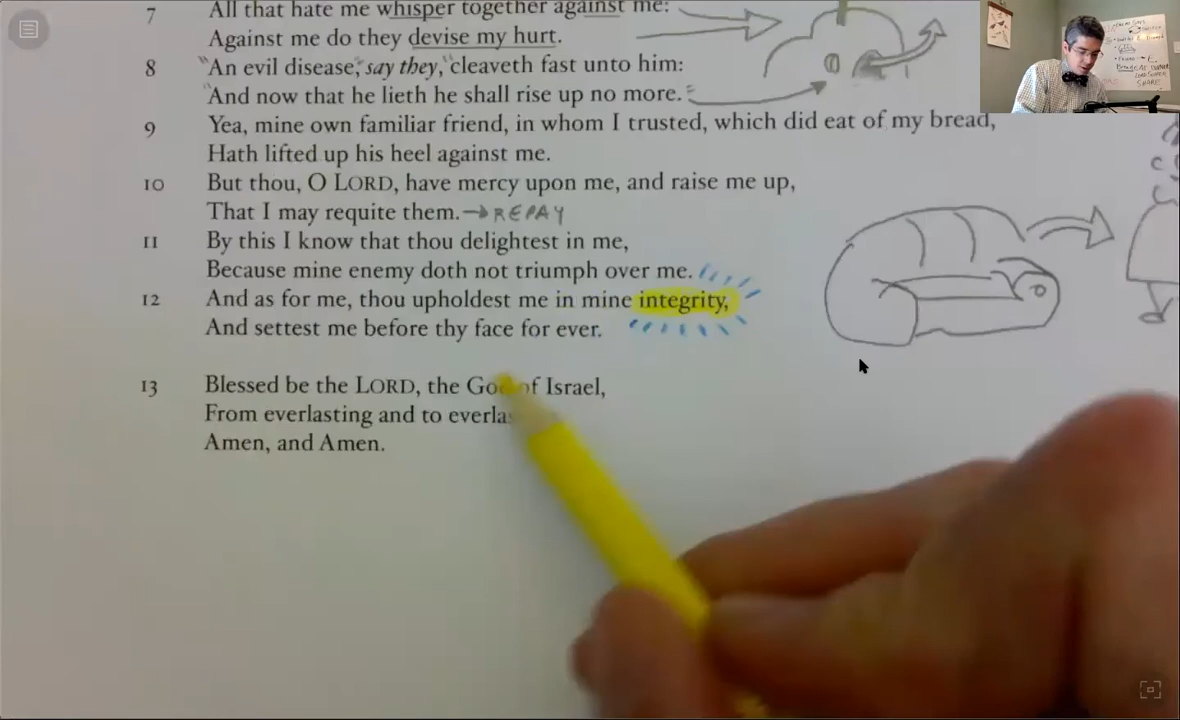 7 All that hate me whisper together against me:
Against me do they devise my hurt.
8 "An evil disease," say they, "cleaveth fast unto him:
"And now that he lieth he shall rise up no more."
9 Yea, mine own familiar friend, in whom I trusted, which did eat of my bread,
Hath lifted up his heel against me.
10 But thou, O LORD, have mercy upon me, and raise me up,
That I may requite them. → REPAY
11 By this I know that thou delightest in me,
Because mine enemy doth not triumph over me.
12 And as for me, thou upholdest me in mine integrity,
And settest me before thy face for ever.
13 Blessed be the LORD, the of Israel,
From everlasting and to
Amen, and Amen.
SHARE